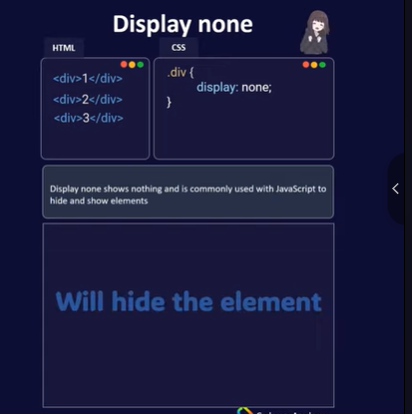 Display none
HTML
CSS
<div>1</div>
<div>2</div>
<div>3</div>
.div {
display: none;
}
Display none shows nothing and is commonly used with JavaScript to
hide and show elements
Will hide the element